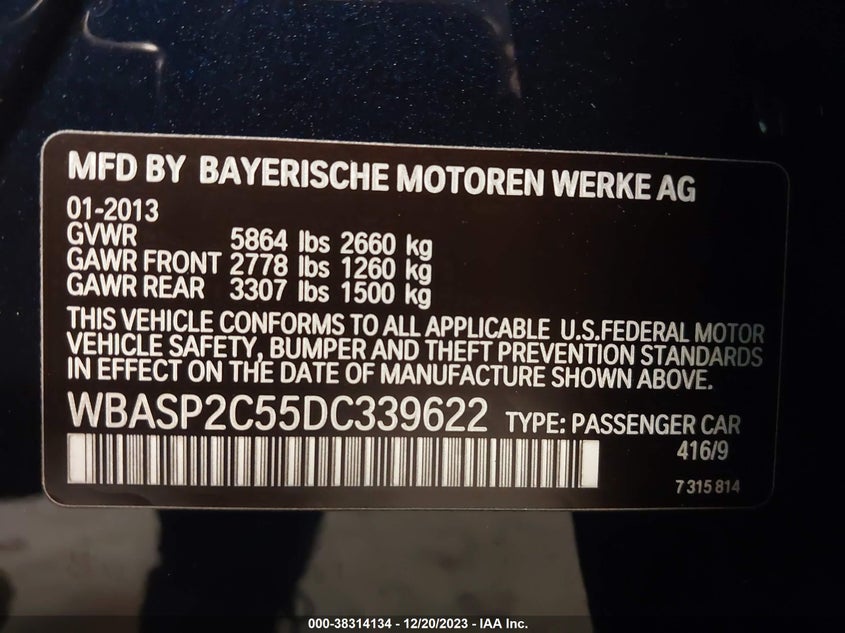 MFD BY BAYERISCHE MOTOREN WERKE AG
01-2013
GVWR 5864 lbs 2660 kg
GAWR FRONT 2778 lbs 1260 kg
GAWR REAR 3307 lbs 1500 kg
THIS VEHICLE CONFORMS TO ALL APPLICABLE U.S.FEDERAL MOTOR
VEHICLE SAFETY, BUMPER AND THEFT PREVENTION STANDARDS
IN EFFECT ON THE DATE OF MANUFACTURE SHOWN ABOVE.
WBASP2C55DC339622 TYPE: PASSENGER CAR
416/9
7 315 814
000-38314134 - 12/20/2023 - IAA Inc.